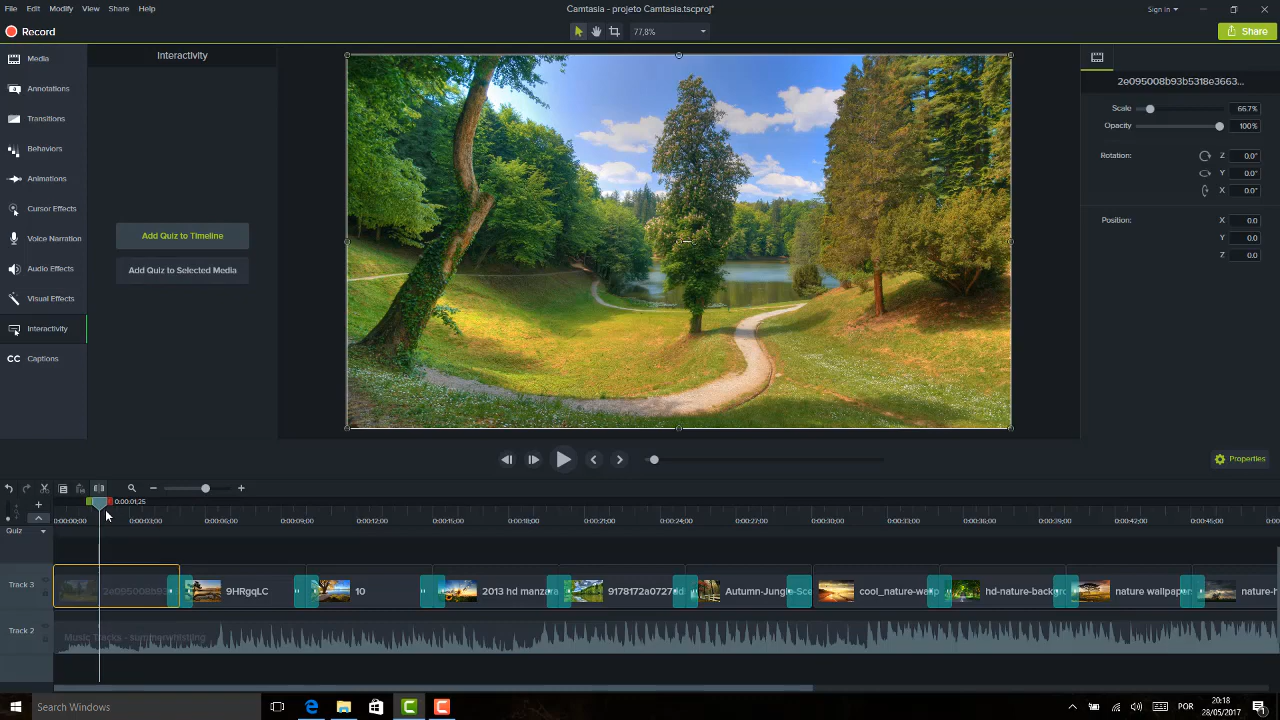 File Edit Modify View Share Help
Camtasia - projeto Camtasia.tscproj*
Sign in
Record
77,8%
Share
Media
Annotations
Transitions
Behaviors
Animations
Cursor Effects
Voice Narration
Audio Effects
Visual Effects
Interactivity
CC Captions
Interactivity
Add Quiz to Timeline
Add Quiz to Selected Media
2e095008b93b5318e3663...
Scale 66.7%
Opacity 100%
Rotation: Z 0.0°
Y 0.0°
X 0.0°
Position: X 0.0
Y 0.0
Z 0.0
Properties
0:00:01;25
0:00:00;00 0:00:03;00 0:00:06;00 0:00:09;00 0:00:12;00 0:00:15;00 0:00:18;00 0:00:21;00 0:00:24;00 0:00:27;00 0:00:30;00 0:00:33;00 0:00:36;00 0:00:39;00 0:00:42;00 0:00:45;00
Quiz
Track 3
2e095008b93 9HRgqLC 10 2013 hd manzara 9178172a0727 Autumn-Jungle-Sce cool_nature-wallp hd-nature-backgr nature wallpaper nature-h
Track 2
Music Tracks - summerwhistling
Search Windows
POR
20:18
28/05/2017